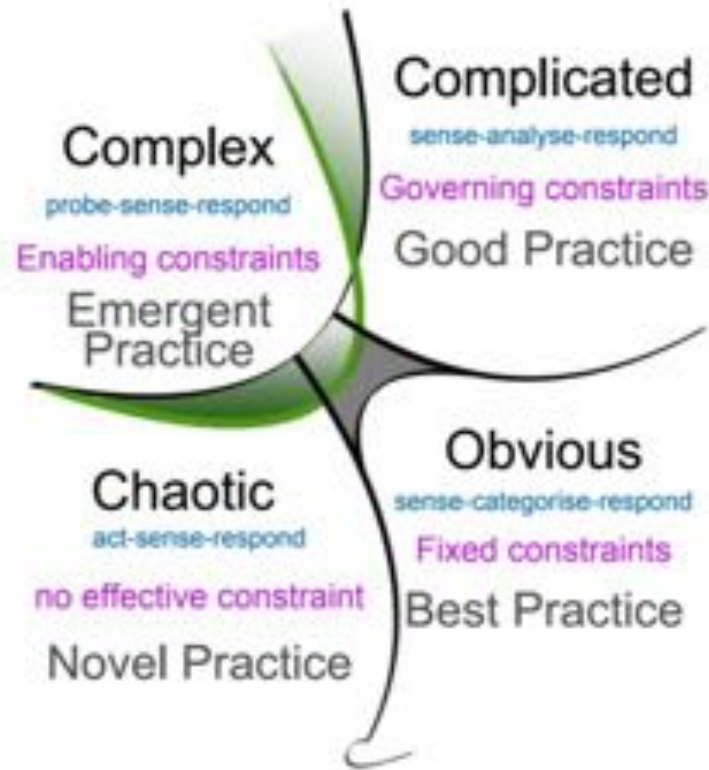 Complex
probe-sense-respond
Enabling constraints
Emergent
Practice
Complicated
sense-analyse-respond
Governing constraints
Good Practice
Chaotic
act-sense-respond
no effective constraint
Novel Practice
Obvious
sense-categorise-respond
Fixed constraints
Best Practice